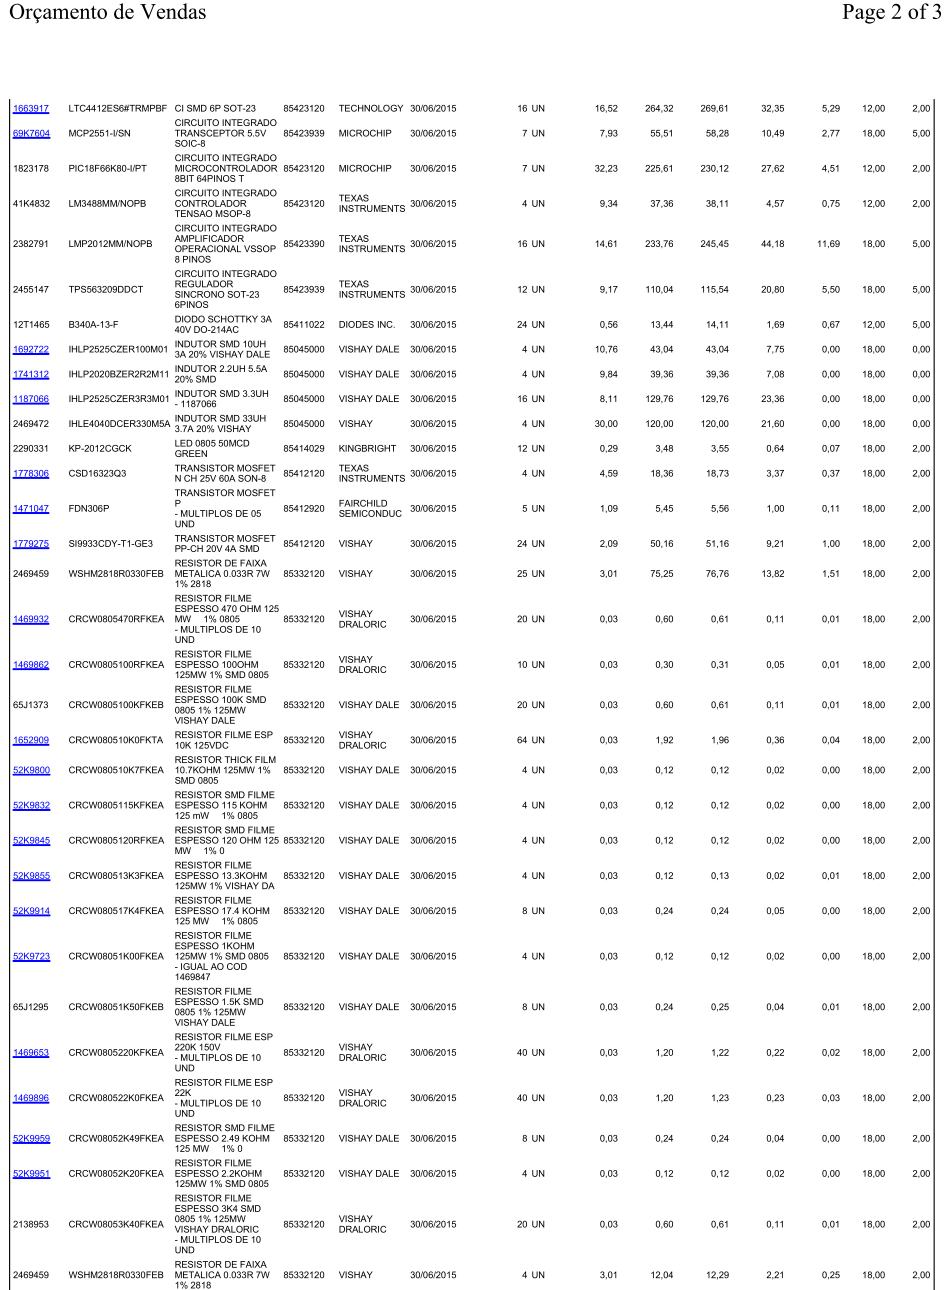 Orçamento de Vendas
Page 2 of 3
1663917 LTC4412ES6#TRMPBF CI SMD 6P SOT-23 85423120 TECHNOLOGY 30/06/2015 16 UN 16,52 264,32 269,61 32,35 5,29 12,00 2,00
CIRCUITO INTEGRADO
69K7604 MCP2551-I/SN TRANSCEPTOR 5.5V 85423939 MICROCHIP 30/06/2015 7 UN 7,93 55,51 58,28 10,49 2,77 18,00 5,00
SOIC-8
CIRCUITO INTEGRADO
1823178 PIC18F66K80-I/PT MICROCONTROLADOR 85423120 MICROCHIP 30/06/2015 7 UN 32,23 225,61 230,12 27,62 4,51 12,00 2,00
8BIT 64PINOS T
CIRCUITO INTEGRADO
41K4832 LM3488MM/NOPB CONTROLADOR 85423120 TEXAS INSTRUMENTS 30/06/2015 4 UN 9,34 37,36 38,11 4,57 0,75 12,00 2,00
TENSAO MSOP-8
CIRCUITO INTEGRADO
AMPLIFICADOR
2382791 LMP2012MM/NOPB OPERACIONAL VSSOP 85423390 TEXAS INSTRUMENTS 30/06/2015 16 UN 14,61 233,76 245,45 44,18 11,69 18,00 5,00
8 PINOS
CIRCUITO INTEGRADO
REGULADOR
2455147 TPS563209DDCT SINCRONO SOT-23 85423939 TEXAS INSTRUMENTS 30/06/2015 12 UN 9,17 110,04 115,54 20,80 5,50 18,00 5,00
6PINOS
12T1465 B340A-13-F DIODO SCHOTTKY 3A 85411022 DIODES INC. 30/06/2015 24 UN 0,56 13,44 14,11 1,69 0,67 12,00 5,00
40V DO-214AC
1692722 IHLP2525CZER100M01 INDUTOR SMD 10UH 85045000 VISHAY DALE 30/06/2015 4 UN 10,76 43,04 43,04 7,75 0,00 18,00 0,00
3A 20% VISHAY DALE
1741312 IHLP2020BZER2R2M11 INDUTOR 2.2UH 5.5A 85045000 VISHAY DALE 30/06/2015 4 UN 9,84 39,36 39,36 7,08 0,00 18,00 0,00
20% SMD
1187066 IHLP2525CZER3R3M01 INDUTOR SMD 3.3UH 85045000 VISHAY DALE 30/06/2015 16 UN 8,11 129,76 129,76 23,36 0,00 18,00 0,00
- 1187066
2469472 IHLE4040DCER330M5A INDUTOR SMD 33UH 85045000 VISHAY 30/06/2015 4 UN 30,00 120,00 120,00 21,60 0,00 18,00 0,00
3.7A 20% VISHAY
2290331 KP-2012CGCK LED 0805 50MCD 85414029 KINGBRIGHT 30/06/2015 12 UN 0,29 3,48 3,55 0,64 0,07 18,00 2,00
GREEN
1778306 CSD16323Q3 TRANSISTOR MOSFET 85412120 TEXAS INSTRUMENTS 30/06/2015 4 UN 4,59 18,36 18,73 3,37 0,37 18,00 2,00
N CH 25V 60A SON-8
TRANSISTOR MOSFET
P
1471047 FDN306P - MULTIPLOS DE 05 85412920 FAIRCHILD SEMICONDUC 30/06/2015 5 UN 1,09 5,45 5,56 1,00 0,11 18,00 2,00
UND
1779275 SI9933CDY-T1-GE3 TRANSISTOR MOSFET 85412120 VISHAY 30/06/2015 24 UN 2,09 50,16 51,16 9,21 1,00 18,00 2,00
PP-CH 20V 4A SMD
RESISTOR DE FAIXA
2469459 WSHM2818R0330FEB METALICA 0.033R 7W 85332120 VISHAY 30/06/2015 25 UN 3,01 75,25 76,76 13,82 1,51 18,00 2,00
1% 2818
RESISTOR FILME
ESPESSO 470 OHM 125
1469932 CRCW0805470RFKEA MW 1% 0805 85332120 VISHAY DRALORIC 30/06/2015 20 UN 0,03 0,60 0,61 0,11 0,01 18,00 2,00
- MULTIPLOS DE 10
UND
RESISTOR FILME
1469862 CRCW0805100RFKEA ESPESSO 100OHM 85332120 VISHAY DRALORIC 30/06/2015 10 UN 0,03 0,30 0,31 0,05 0,01 18,00 2,00
125MW 1% SMD 0805
RESISTOR FILME
ESPESSO 100K SMD
65J1373 CRCW0805100KFKEB 0805 1% 125MW 85332120 VISHAY DALE 30/06/2015 20 UN 0,03 0,60 0,61 0,11 0,01 18,00 2,00
VISHAY DALE
1652909 CRCW080510K0FKTA RESISTOR FILME ESP 85332120 VISHAY DRALORIC 30/06/2015 64 UN 0,03 1,92 1,96 0,36 0,04 18,00 2,00
10K 125VDC
RESISTOR THICK FILM
52K9800 CRCW080510K7FKEA 10.7KOHM 125MW 1% 85332120 VISHAY DALE 30/06/2015 4 UN 0,03 0,12 0,12 0,02 0,00 18,00 2,00
SMD 0805
RESISTOR SMD FILME
52K9832 CRCW0805115KFKEA ESPESSO 115 KOHM 85332120 VISHAY DALE 30/06/2015 4 UN 0,03 0,12 0,12 0,02 0,00 18,00 2,00
125 mW 1% 0805
RESISTOR SMD FILME
52K9845 CRCW0805120RFKEA ESPESSO 120 OHM 125 85332120 VISHAY DALE 30/06/2015 4 UN 0,03 0,12 0,12 0,02 0,00 18,00 2,00
MW 1% 0
RESISTOR FILME
52K9855 CRCW080513K3FKEA ESPESSO 13.3KOHM 85332120 VISHAY DALE 30/06/2015 4 UN 0,03 0,12 0,13 0,02 0,01 18,00 2,00
125MW 1% VISHAY DA
RESISTOR FILME
52K9914 CRCW080517K4FKEA ESPESSO 17.4 KOHM 85332120 VISHAY DALE 30/06/2015 8 UN 0,03 0,24 0,24 0,05 0,00 18,00 2,00
125 MW 1% 0805
RESISTOR FILME
ESPESSO 1KOHM
52K9723 CRCW08051K00FKEA 125MW 1% SMD 0805 85332120 VISHAY DALE 30/06/2015 4 UN 0,03 0,12 0,12 0,02 0,00 18,00 2,00
- IGUAL AO COD
1469847
RESISTOR FILME
ESPESSO 1.5K SMD
65J1295 CRCW08051K50FKEB 0805 1% 125MW 85332120 VISHAY DALE 30/06/2015 8 UN 0,03 0,24 0,25 0,04 0,01 18,00 2,00
VISHAY DALE
RESISTOR FILME ESP
220K 150V
1469653 CRCW0805220KFKEA - MULTIPLOS DE 10 85332120 VISHAY DRALORIC 30/06/2015 40 UN 0,03 1,20 1,22 0,22 0,02 18,00 2,00
UND
RESISTOR FILME ESP
22K
1469896 CRCW080522K0FKEA - MULTIPLOS DE 10 85332120 VISHAY DRALORIC 30/06/2015 40 UN 0,03 1,20 1,23 0,23 0,03 18,00 2,00
UND
RESISTOR SMD FILME
52K9959 CRCW08052K49FKEA ESPESSO 2.49 KOHM 85332120 VISHAY DALE 30/06/2015 8 UN 0,03 0,24 0,24 0,04 0,00 18,00 2,00
125 MW 1% 0
RESISTOR FILME
52K9951 CRCW08052K20FKEA ESPESSO 2.2KOHM 85332120 VISHAY DALE 30/06/2015 4 UN 0,03 0,12 0,12 0,02 0,00 18,00 2,00
125MW 1% SMD 0805
RESISTOR FILME
ESPESSO 3K4 SMD
0805 1% 125MW
2138953 CRCW08053K40FKEA VISHAY DRALORIC 85332120 VISHAY DRALORIC 30/06/2015 20 UN 0,03 0,60 0,61 0,11 0,01 18,00 2,00
- MULTIPLOS DE 10
UND
RESISTOR DE FAIXA
2469459 WSHM2818R0330FEB METALICA 0.033R 7W 85332120 VISHAY 30/06/2015 4 UN 3,01 12,04 12,29 2,21 0,25 18,00 2,00
1% 2818